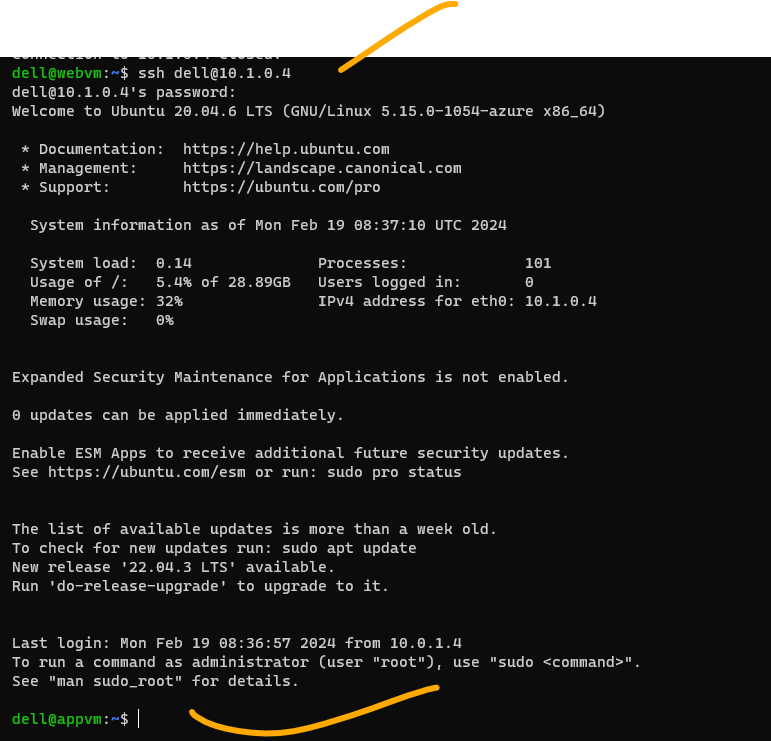 dell@webvm:~$ ssh dell@10.1.0.4
dell@10.1.0.4's password:
Welcome to Ubuntu 20.04.6 LTS (GNU/Linux 5.15.0-1054-azure x86_64)
* Documentation:  https://help.ubuntu.com
* Management:     https://landscape.canonical.com
* Support:        https://ubuntu.com/pro
System information as of Mon Feb 19 08:37:10 UTC 2024
System load:  0.14              Processes:             101
Usage of /:   5.4% of 28.89GB   Users logged in:       0
Memory usage: 32%               IPv4 address for eth0: 10.1.0.4
Swap usage:   0%
Expanded Security Maintenance for Applications is not enabled.
0 updates can be applied immediately.
Enable ESM Apps to receive additional future security updates.
See https://ubuntu.com/esm or run: sudo pro status
The list of available updates is more than a week old.
To check for new updates run: sudo apt update
New release '22.04.3 LTS' available.
Run 'do-release-upgrade' to upgrade to it.
Last login: Mon Feb 19 08:36:57 2024 from 10.0.1.4
To run a command as administrator (user "root"), use "sudo <command>".
See "man sudo_root" for details.
dell@appvm:~$